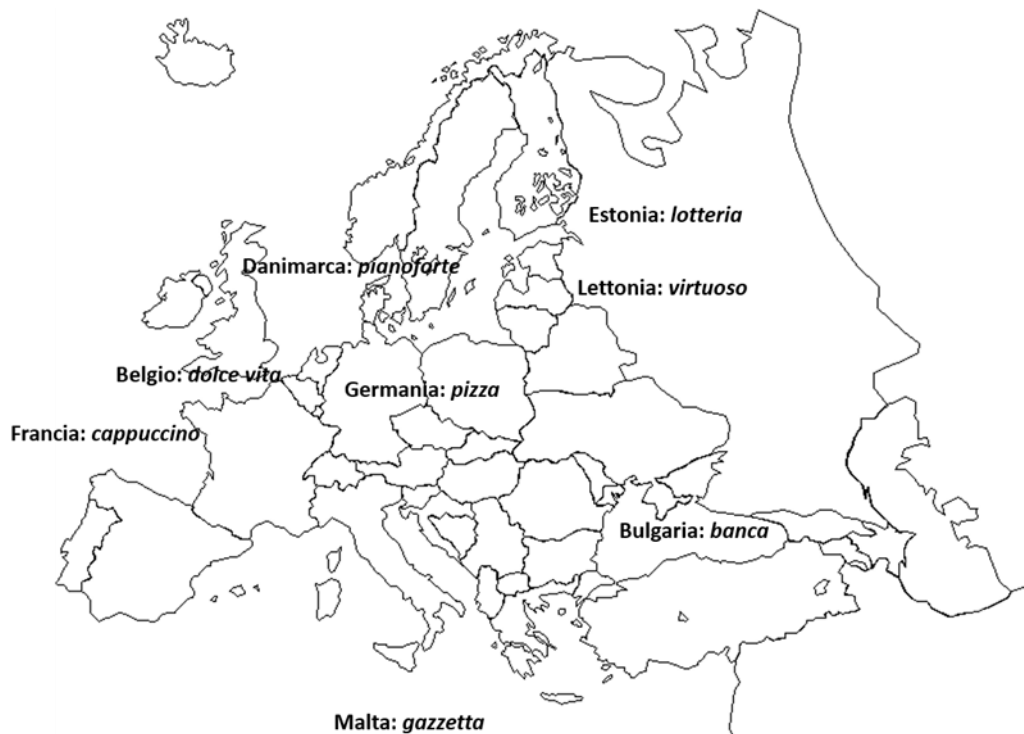 Estonia: lotteria
Danimarca: pianoforte
Lettonia: virtuoso
Belgio: dolce vita
Germania: pizza
Francia: cappuccino
Bulgaria: banca
Malta: gazzetta